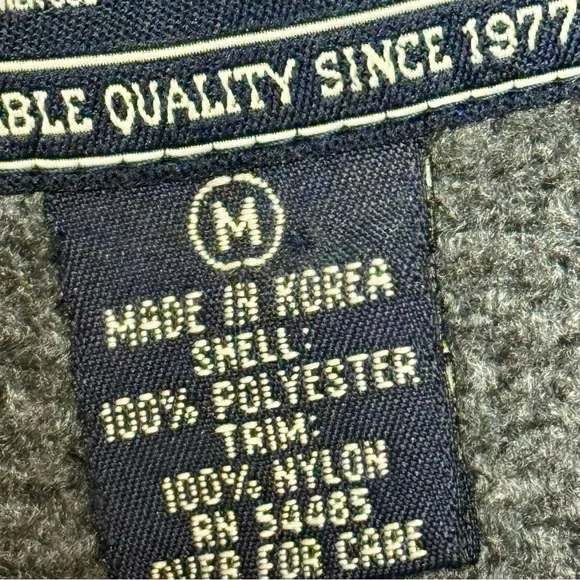 ABLE QUALITY SINCE 1977
M
MADE IN KOREA
SHELL:
100% POLYESTER
TRIM:
100% NYLON
RN 54485
OVER FOR CARE